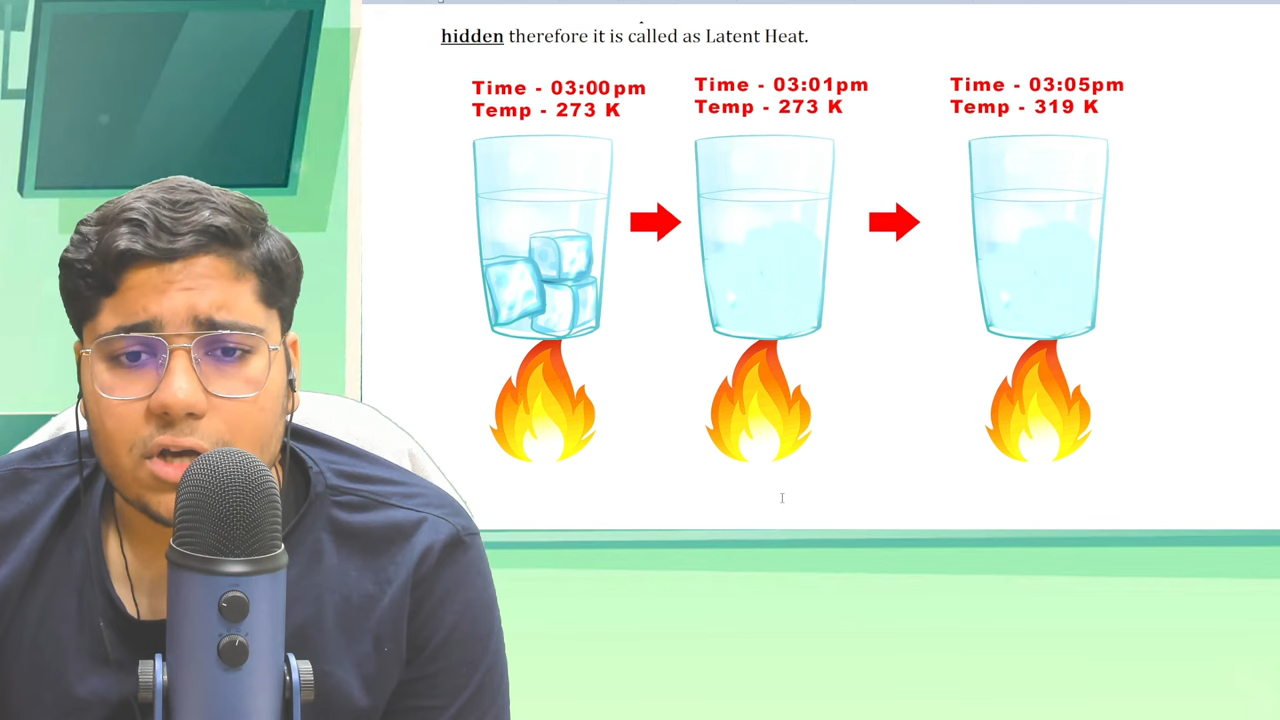 hidden therefore it is called as Latent Heat.
Time - 03:00pm
Temp - 273 K
Time - 03:01pm
Temp - 273 K
Time - 03:05pm
Temp - 319 K